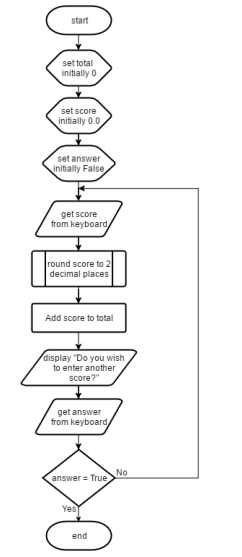 start
set total
initially 0
set score
initially 0.0
set answer
initially False
get score
from keyboard
round score to 2
decimal places
Add score to total
display "Do you wish
to enter another
score?"
get answer
from keyboard
answer = True
No
Yes
end